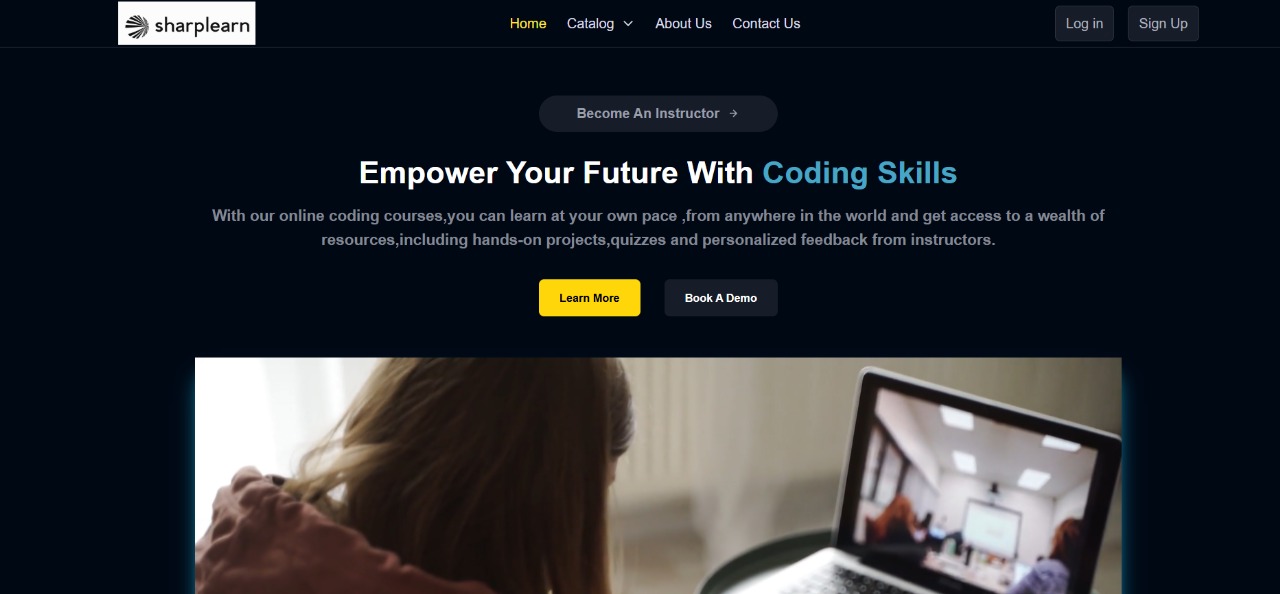 sharplearn
Home Catalog About Us Contact Us
Log in Sign Up
Become An Instructor
Empower Your Future With Coding Skills
With our online coding courses,you can learn at your own pace ,from anywhere in the world and get access to a wealth of
resources,including hands-on projects,quizzes and personalized feedback from instructors.
Learn More Book A Demo